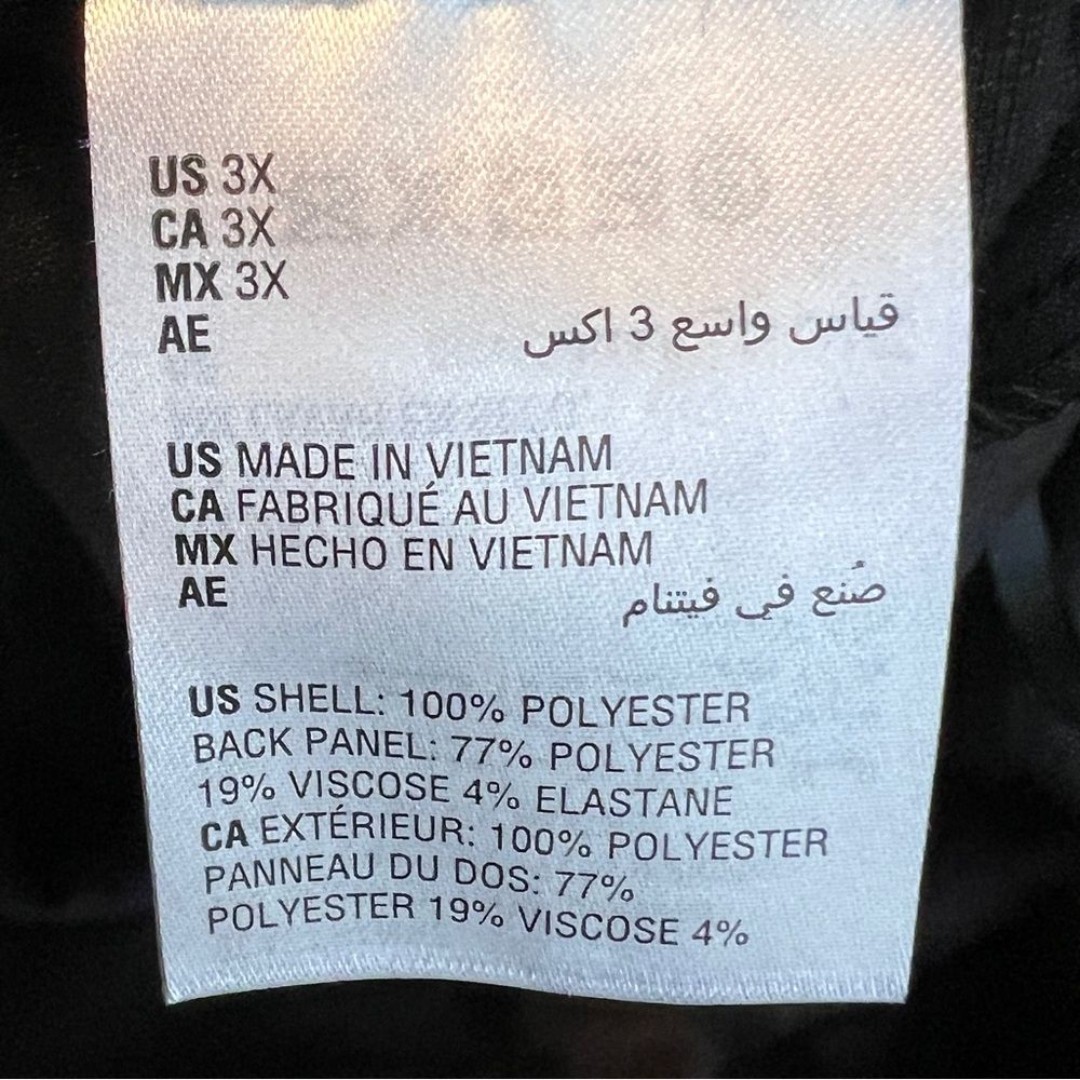 US 3X
CA 3X
MX 3X
AE قياس واسع 3 اكس
US MADE IN VIETNAM
CA FABRIQUÉ AU VIETNAM
MX HECHO EN VIETNAM
AE صُنع في فيتنام
US SHELL: 100% POLYESTER
BACK PANEL: 77% POLYESTER
19% VISCOSE 4% ELASTANE
CA EXTÉRIEUR: 100% POLYESTER
PANNEAU DU DOS: 77%
POLYESTER 19% VISCOSE 4%